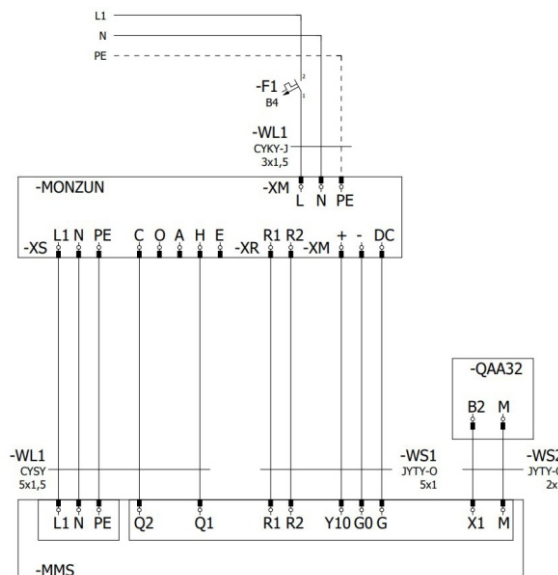 L1
N
PE
-F1
B4
2
1
-WL1
CYKY-J
3x1,5
-MONZUN
-XM
L N PE
-XS
L1 N PE
C O A H E
-XR
R1 R2
-XM
+ - DC
-QAA32
B2 M
-WL1
CYSY
5x1,5
-WS1
JYTY-O
5x1
-WS2
JYTY-O
L1 N PE
Q2 Q1
R1 R2
Y10 G0 G
X1 M
-MMS